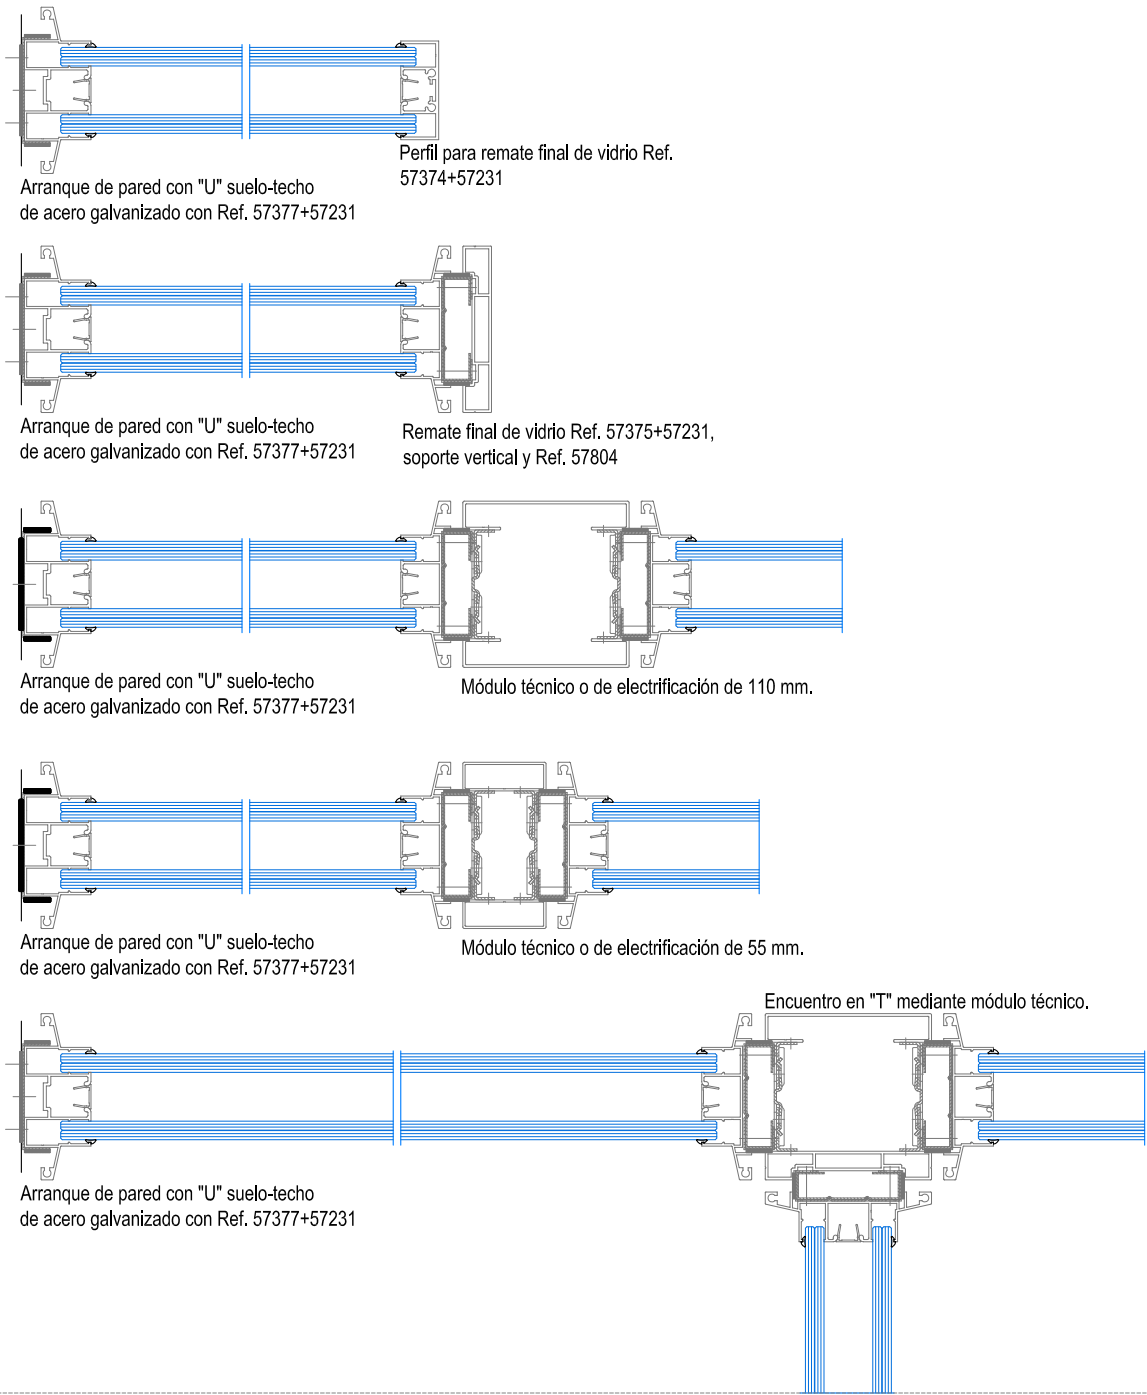 Perfil para remate final de vidrio Ref.
57374+57231
Arranque de pared con "U" suelo-techo
de acero galvanizado con Ref. 57377+57231
Arranque de pared con "U" suelo-techo
de acero galvanizado con Ref. 57377+57231
Remate final de vidrio Ref. 57375+57231,
soporte vertical y Ref. 57804
Arranque de pared con "U" suelo-techo
de acero galvanizado con Ref. 57377+57231
Módulo técnico o de electrificación de 110 mm.
Arranque de pared con "U" suelo-techo
de acero galvanizado con Ref. 57377+57231
Módulo técnico o de electrificación de 55 mm.
Encuentro en "T" mediante módulo técnico.
Arranque de pared con "U" suelo-techo
de acero galvanizado con Ref. 57377+57231